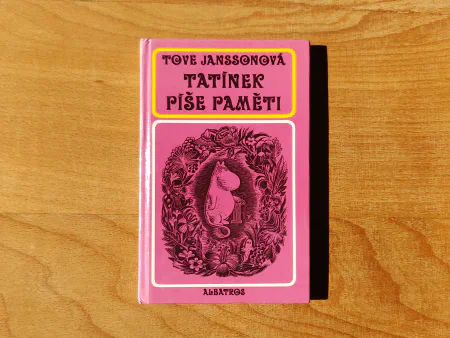 TOVE JANSSONOVÁ
TATÍNEK
PÍŠE PAMĚTI
ALBATROS